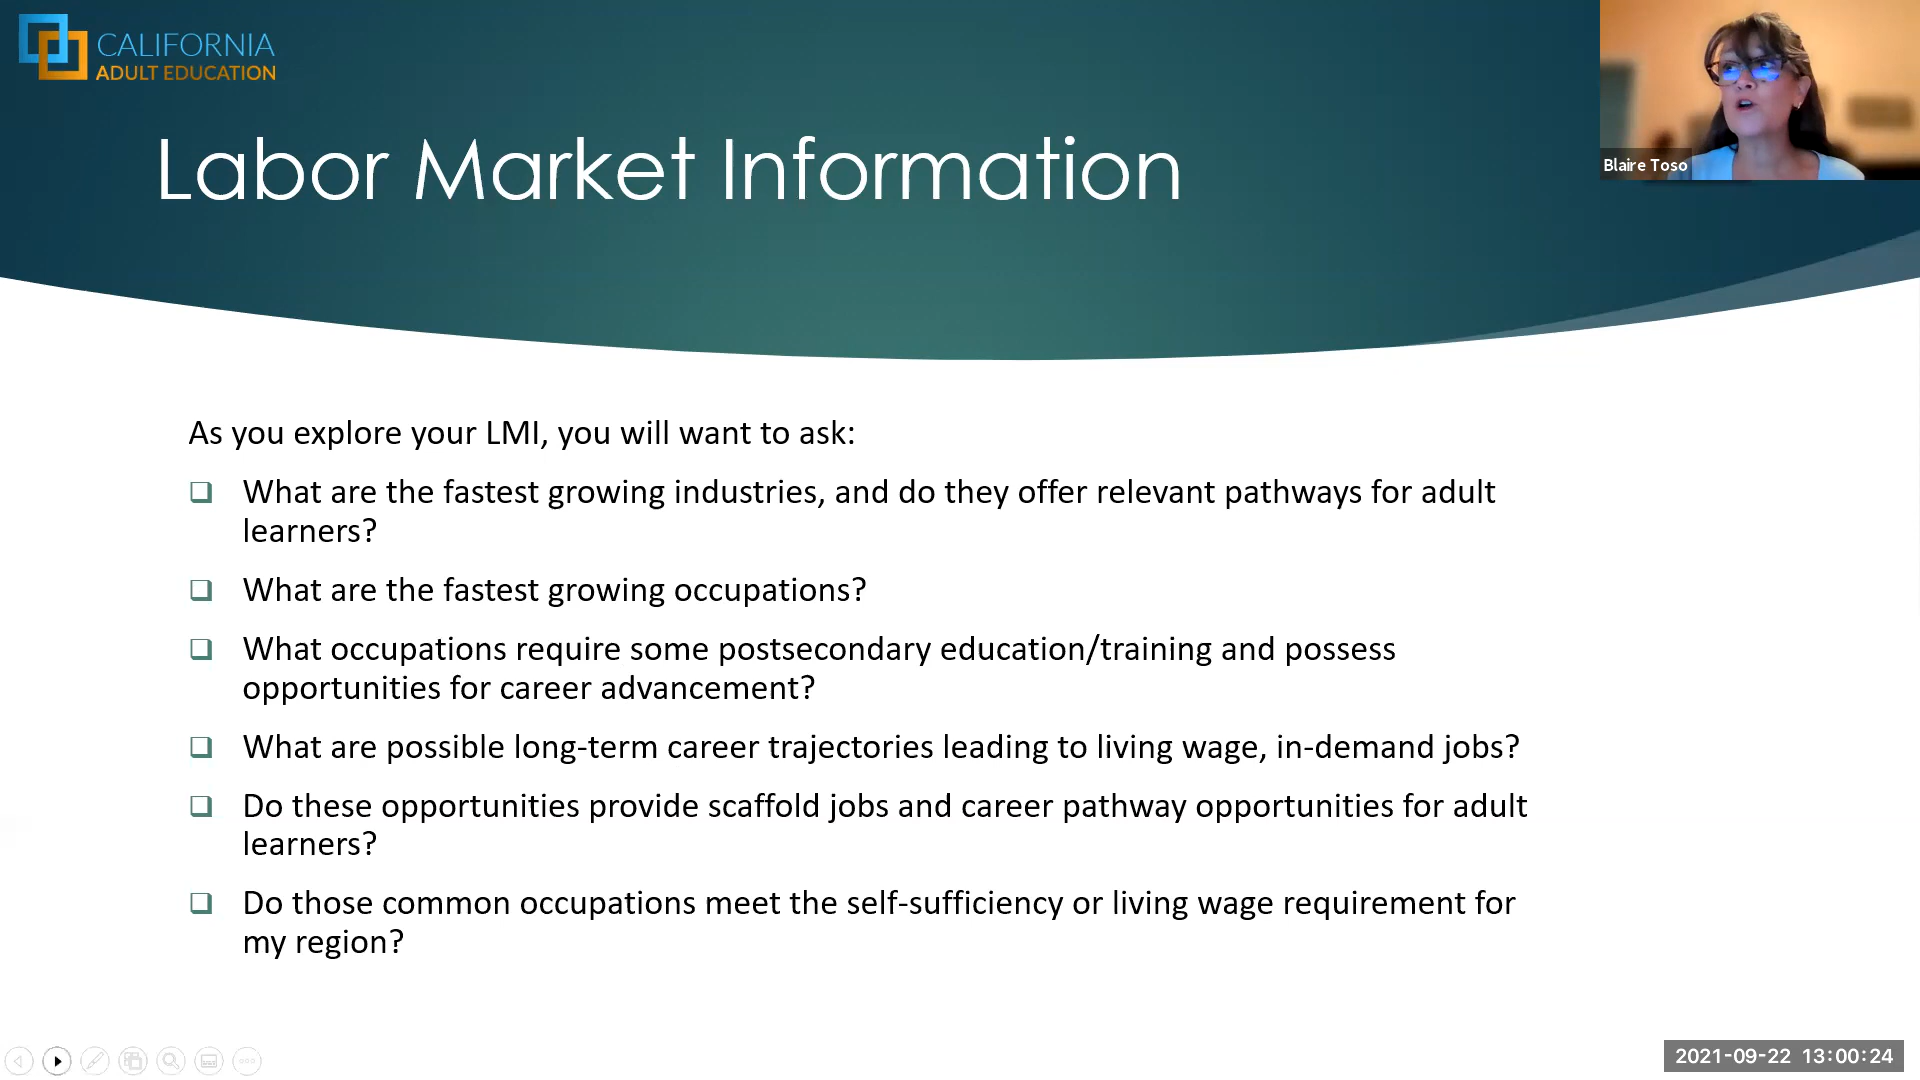 CALIFORNIA
ADULT EDUCATION
Labor Market Information
Blaire Toso
As you explore your LMI, you will want to ask:
What are the fastest growing industries, and do they offer relevant pathways for adult
learners?
What are the fastest growing occupations?
What occupations require some postsecondary education/training and possess
opportunities for career advancement?
What are possible long-term career trajectories leading to living wage, in-demand jobs?
Do these opportunities provide scaffold jobs and career pathway opportunities for adult
learners?
Do those common occupations meet the self-sufficiency or living wage requirement for
my region?
2021-09-22 13:00:24